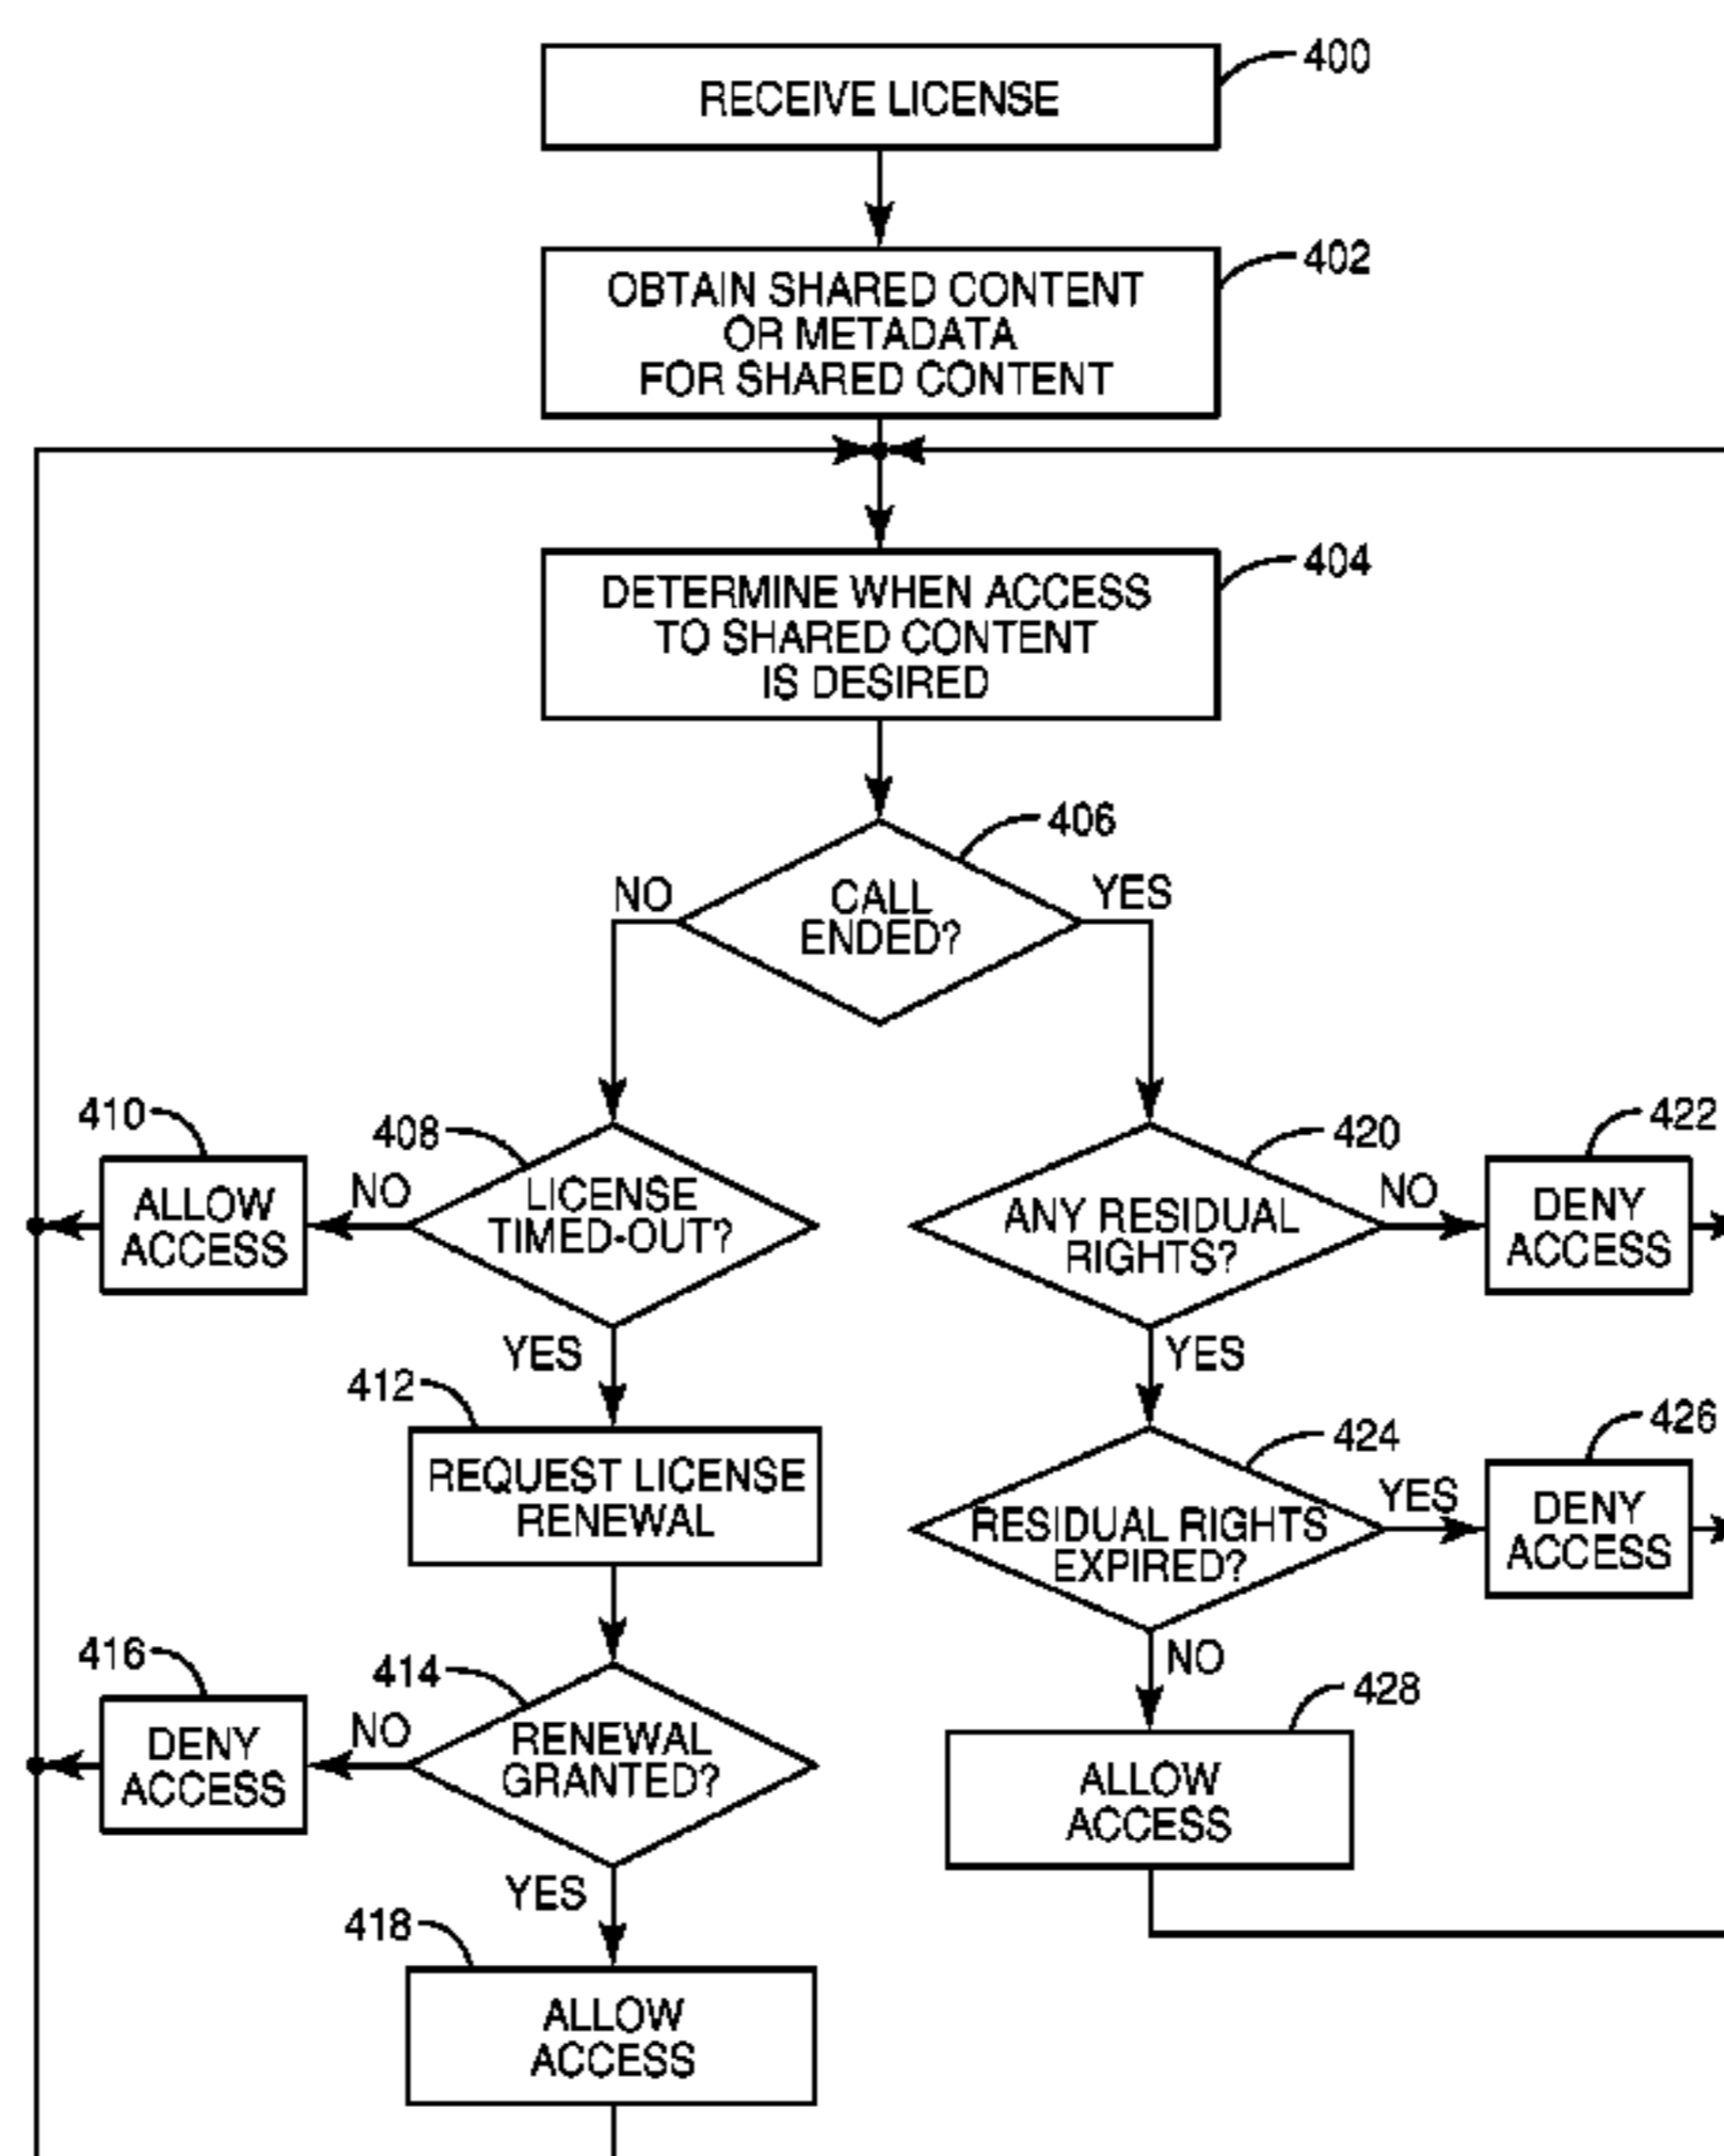 400
RECEIVE LICENSE
402
OBTAIN SHARED CONTENT
OR METADATA
FOR SHARED CONTENT
404
DETERMINE WHEN ACCESS
TO SHARED CONTENT
IS DESIRED
406
NO
CALL
ENDED?
YES
410
ALLOW
ACCESS
NO
408
LICENSE
TIMED-OUT?
YES
412
REQUEST LICENSE
RENEWAL
416
DENY
ACCESS
NO
414
RENEWAL
GRANTED?
YES
418
ALLOW
ACCESS
420
ANY RESIDUAL
RIGHTS?
NO
422
DENY
ACCESS
YES
424
RESIDUAL RIGHTS
EXPIRED?
YES
426
DENY
ACCESS
NO
428
ALLOW
ACCESS